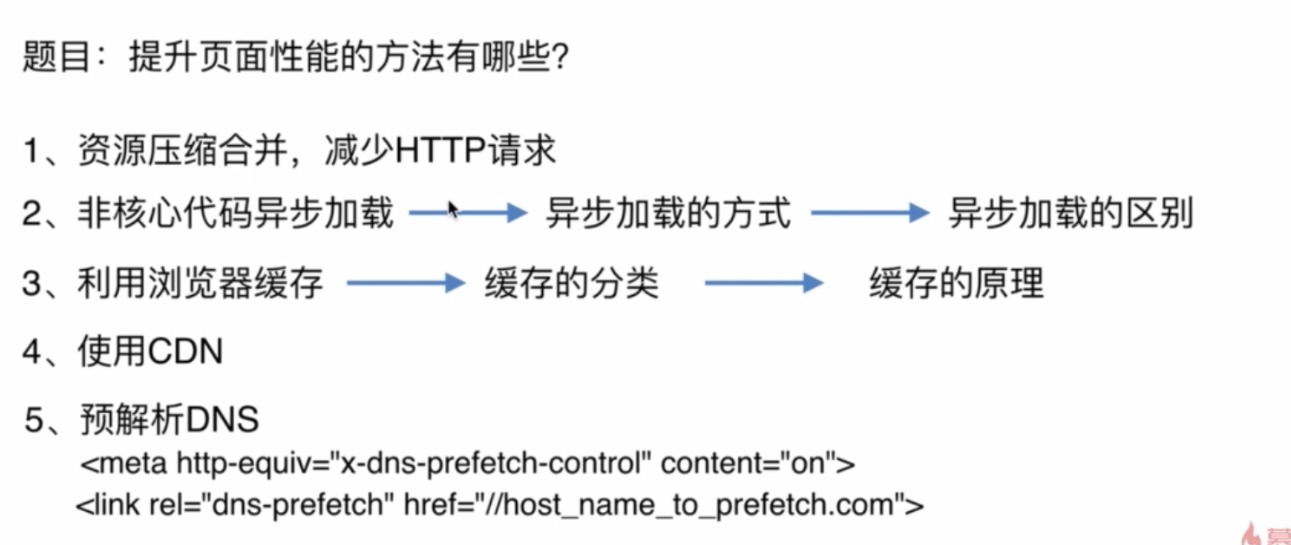 题目：提升页面性能的方法有哪些？
1、资源压缩合并，减少HTTP请求
2、非核心代码异步加载 异步加载的方式 异步加载的区别
3、利用浏览器缓存 缓存的分类 缓存的原理
4、使用CDN
5、预解析DNS
<meta http-equiv="x-dns-prefetch-control" content="on">
<link rel="dns-prefetch" href="//host_name_to_prefetch.com">